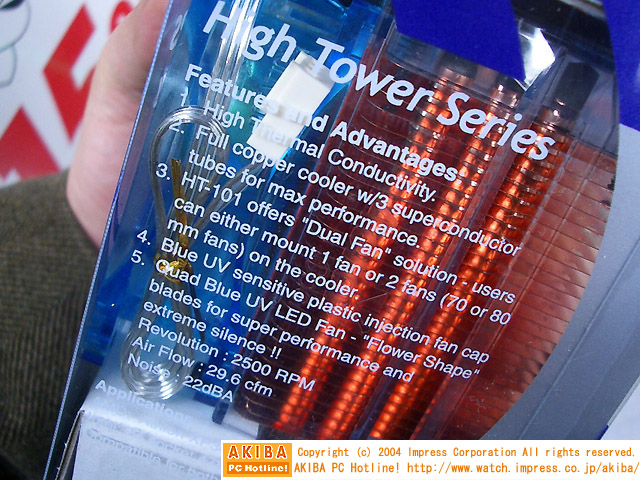 High Tower Series
Features and Advantages:
1. High Thermal Conductivity.
2. Full copper cooler w/3 superconductor
tubes for max performance.
3. HT-101 offers "Dual Fan" solution - users
can either mount 1 fan or 2 fans (70 or 80
mm fans) on the cooler.
4. Blue UV sensitive plastic injection fan cap
5. Quad Blue UV LED Fan - "Flower Shape"
blades for super performance and
extreme silence !!
Revolution : 2500 RPM
Air Flow : 29.6 cfm
Noise : 22dBA
AKIBA
PC Hotline!
Copyright (c) 2004 Impress Corporation All rights reserved.
AKIBA PC Hotline! http://www.watch.impress.co.jp/akiba/